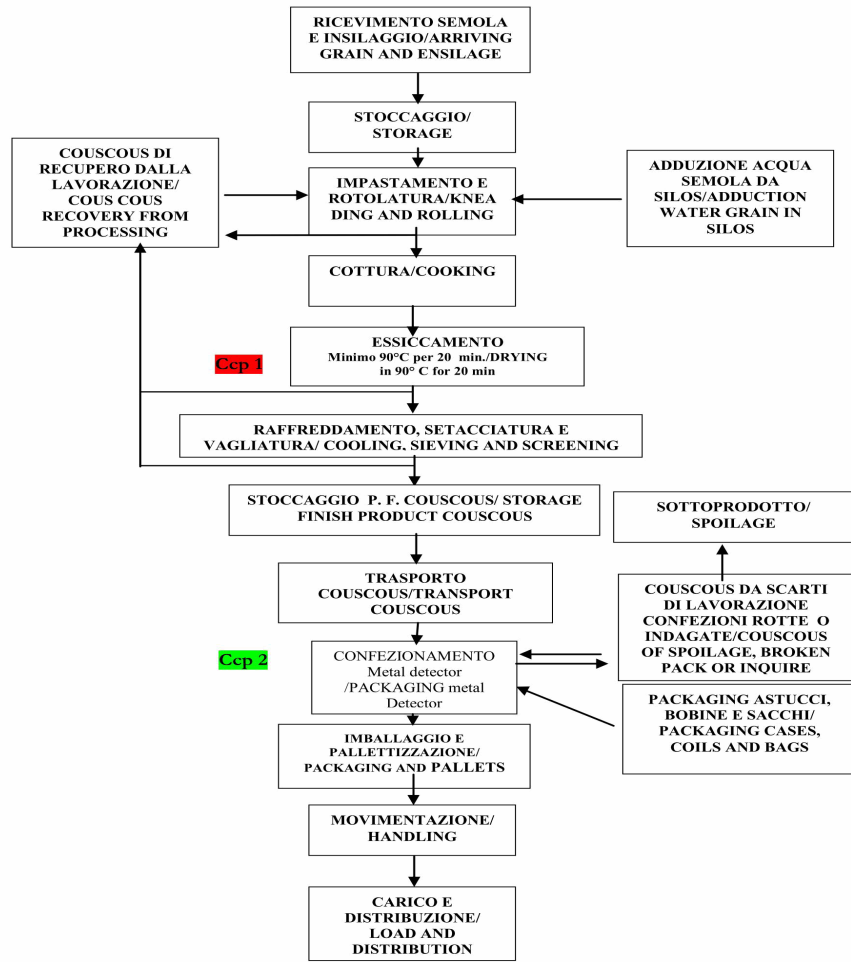 RICEVIMENTO SEMOLA
E INSILAGGIO/ARRIVING
GRAIN AND ENSILAGE
STOCCAGGIO/
STORAGE
COUSCOUS DI
RECUPERO DALLA
LAVORAZIONE/
COUS COUS
RECOVERY FROM
PROCESSING
IMPASTAMENTO E
ROTOLATURA/KNEA
DING AND ROLLING
ADDUZIONE ACQUA
SEMOLA DA
SILOS/ADDUCTION
WATER GRAIN IN
SILOS
COTTURA/COOKING
Ccp 1
ESSICCAMENTO
Minimo 90°C per 20 min./DRYING
in 90° C for 20 min
RAFFREDDAMENTO, SETACCIATURA E
VAGLIATURA/ COOLING, SIEVING AND SCREENING
STOCCAGGIO P. F. COUSCOUS/ STORAGE
FINISH PRODUCT COUSCOUS
SOTTOPRODOTTO/
SPOILAGE
TRASPORTO
COUSCOUS/TRANSPORT
COUSCOUS
COUSCOUS DA SCARTI
DI LAVORAZIONE
CONFEZIONI ROTTE O
INDAGATE/COUSCOUS
OF SPOILAGE, BROKEN
PACK OR INQUIRE
Ccp 2
CONFEZIONAMENTO
Metal detector
/PACKAGING metal
Detector
PACKAGING ASTUCCI,
BOBINE E SACCHI/
PACKAGING CASES,
COILS AND BAGS
IMBALLAGGIO E
PALLETTIZZAZIONE/
PACKAGING AND PALLETS
MOVIMENTAZIONE/
HANDLING
CARICO E
DISTRIBUZIONE/
LOAD AND
DISTRIBUTION